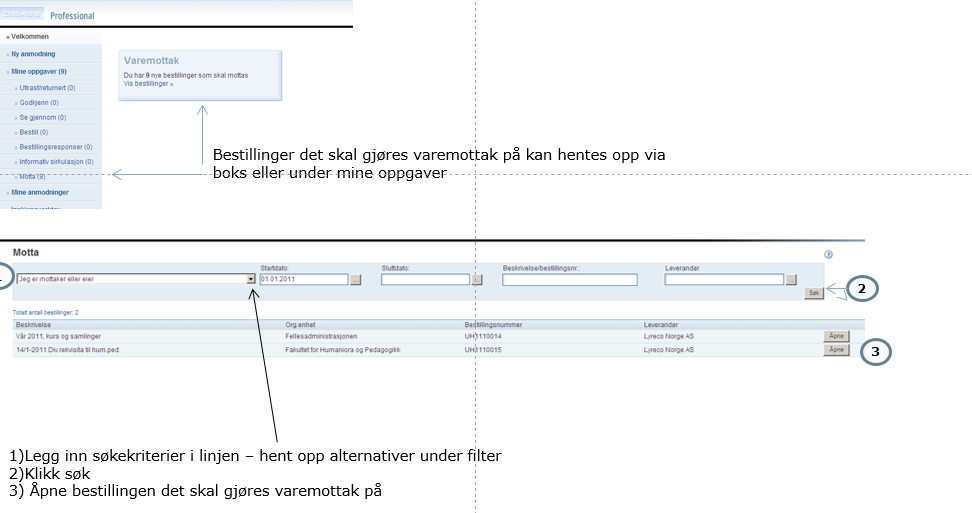 basware Professional
» Velkommen
» Ny anmodning
» Mine oppgaver (9)
» Utkast/returnert (0)
» Godkjenn (0)
» Se gjennom (0)
» Bestill (0)
» Bestillingsresponser (0)
» Informativ sirkulasjon (0)
» Motta (9)
» Mine anmodninger
Varemottak
Du har 9 nye bestillinger som skal mottas
Vis bestillinger »
Bestillinger det skal gjøres varemottak på kan hentes opp via
boks eller under mine oppgaver
Motta
Startdato: Sluttdato: Beskrivelse/bestillingsnr.: Leverandør
Jeg er mottaker eller eier 01.01.2011
Søk 2
Totalt antall bestillinger: 2
Beskrivelse Org.enhet Bestillingsnummer Leverandør
Vår 2011, kurs og samlinger Fellesadministrasjonen UH1110014 Lyreco Norge AS Åpne
14/1-2011 Div.rekvisita til hum.ped Fakultet for Humaniora og Pedagogikk UH1110015 Lyreco Norge AS Åpne
3
1)Legg inn søkekriterier i linjen – hent opp alternativer under filter
2)Klikk søk
3) Åpne bestillingen det skal gjøres varemottak på